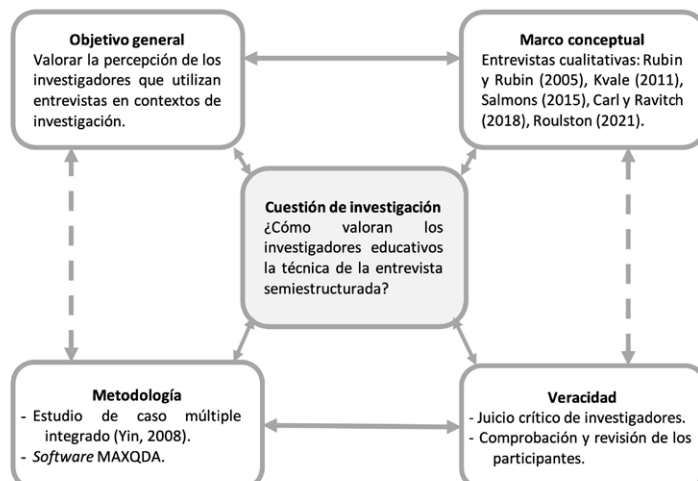 Objetivo general
Valorar la percepción de los
investigadores que utilizan
entrevistas en contextos de
investigación.
Marco conceptual
Entrevistas cualitativas: Rubin
y Rubin (2005), Kvale (2011),
Salmons (2015), Carl y Ravitch
(2018), Roulston (2021).
Cuestión de investigación
¿Cómo valoran los
investigadores educativos
la técnica de la entrevista
semiestructurada?
Metodología
- Estudio de caso múltiple
integrado (Yin, 2008).
- Software MAXQDA.
Veracidad
- Juicio crítico de investigadores.
- Comprobación y revisión de los
participantes.